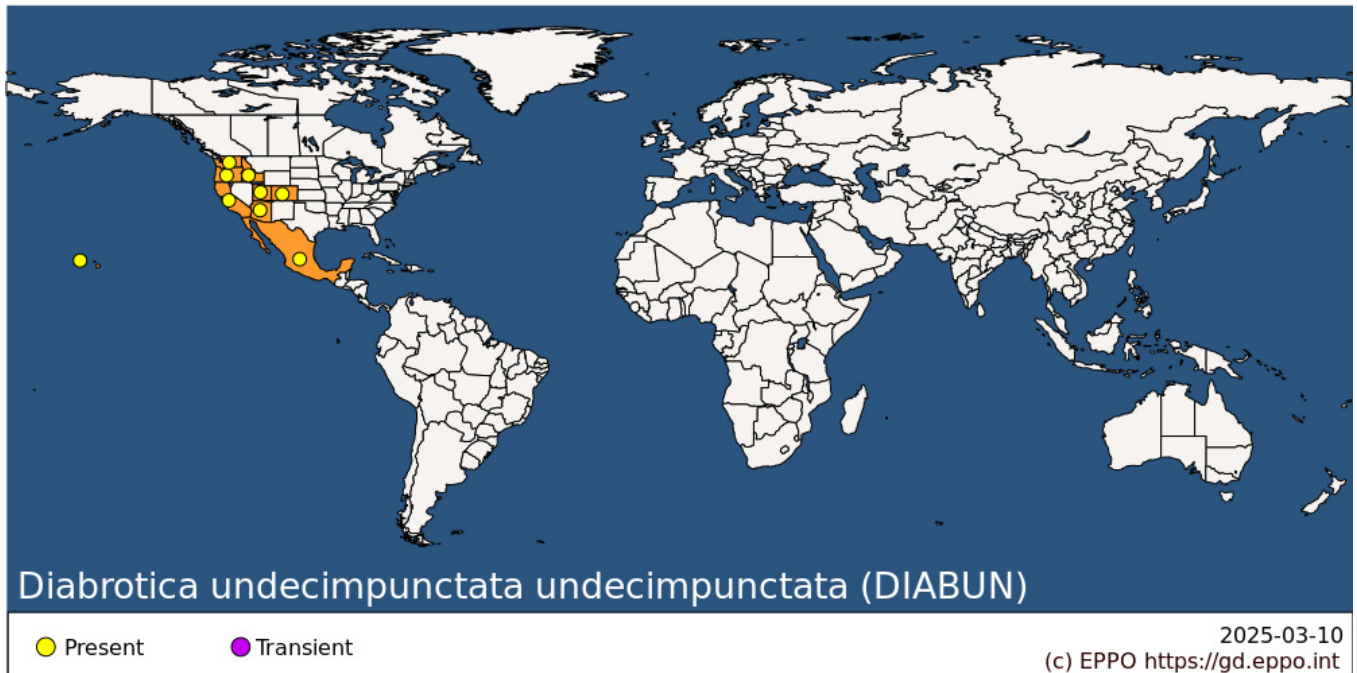 Diabrotica undecimpunctata undecimpunctata (DIABUN)
Present
Transient
2025-03-10
(c) EPPO https://gd.eppo.int